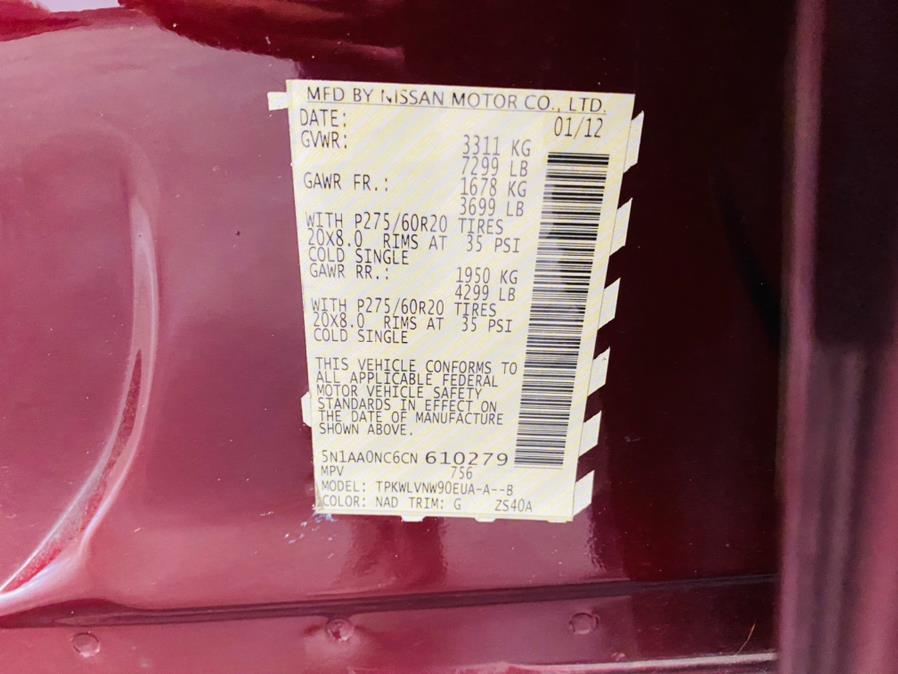 MFD BY NISSAN MOTOR CO., LTD.
DATE: 01/12
GVWR: 3311 KG
7299 LB
GAWR FR.: 1678 KG
3699 LB
WITH P275/60R20 TIRES
20X8.0 RIMS AT 35 PSI
COLD SINGLE
GAWR RR.: 1950 KG
4299 LB
WITH P275/60R20 TIRES
20X8.0 RIMS AT 35 PSI
COLD SINGLE
THIS VEHICLE CONFORMS TO
ALL APPLICABLE FEDERAL
MOTOR VEHICLE SAFETY
STANDARDS IN EFFECT ON
THE DATE OF MANUFACTURE
SHOWN ABOVE.
5N1AA0NC6CN 610279
MPV 756
MODEL: TPKWLVNW90EUA-A--B
COLOR: NAD TRIM: G ZS40A